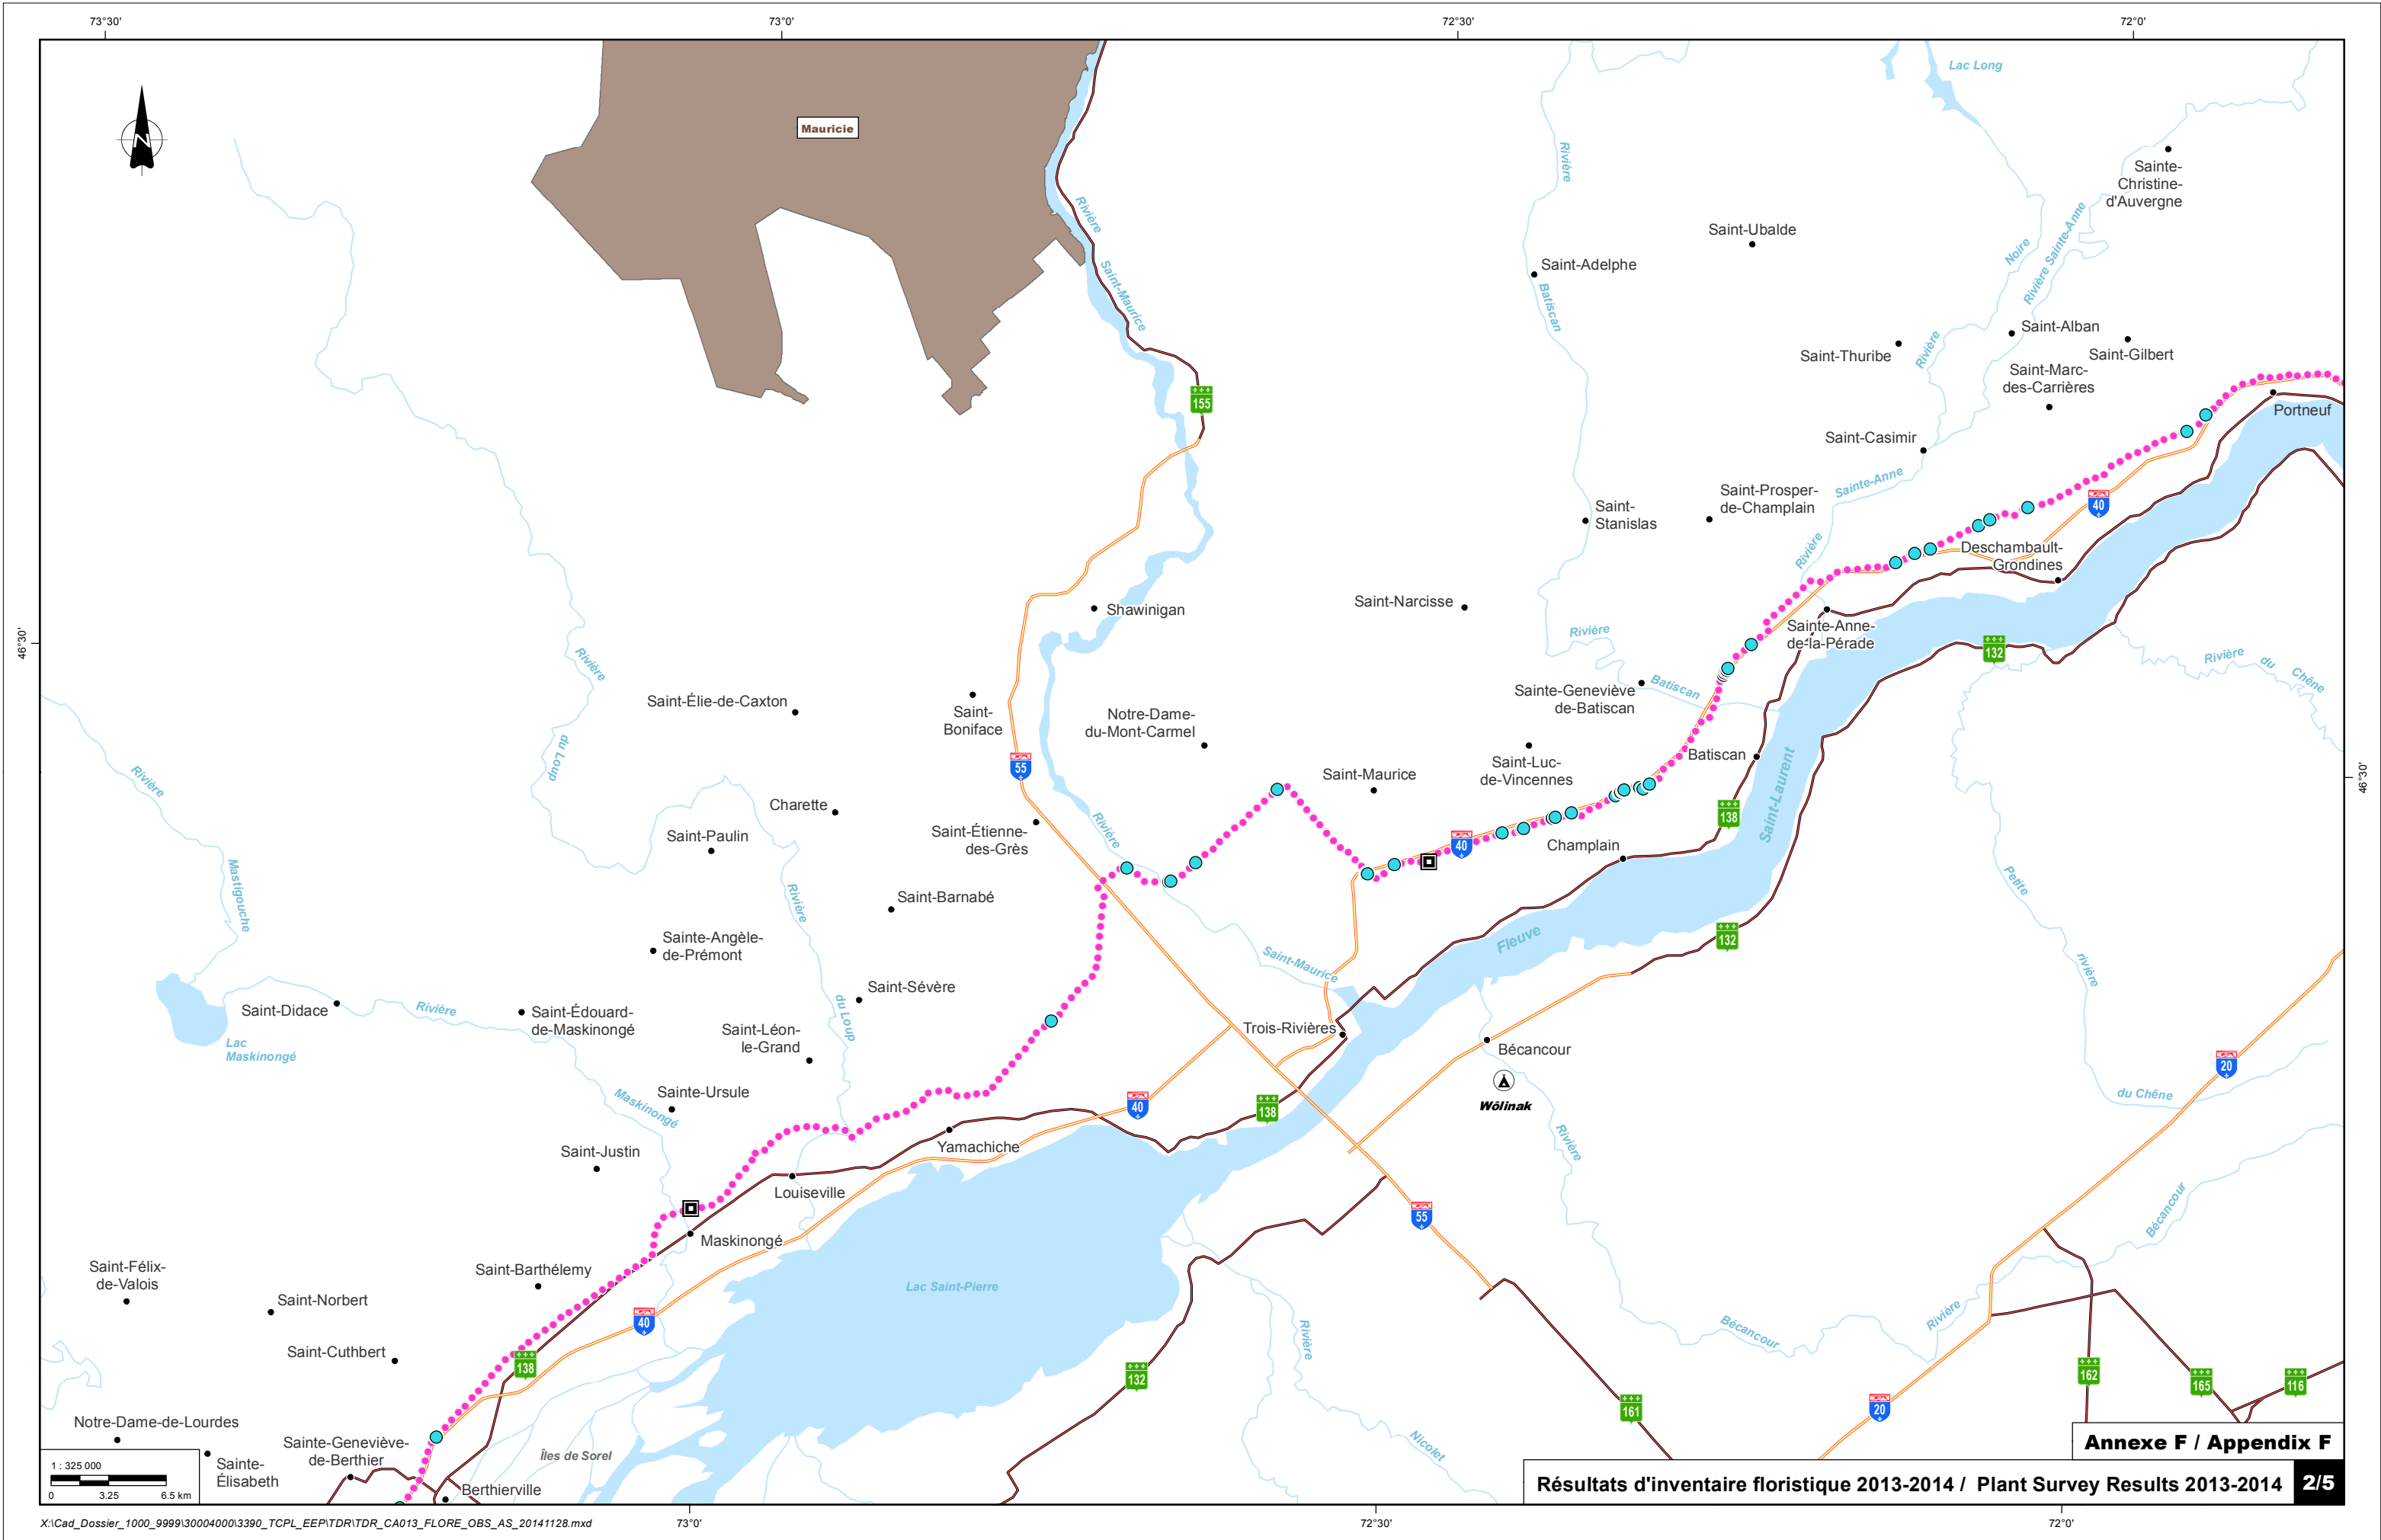 73°30'
73°0'
72°30'
72°0'
Lac Long
N
Mauricie
Sainte-
Christine-
d'Auvergne
Rivière
Rivière
Saint-Maurice
Saint-Ubalde
Noire
Rivière Sainte-Anne
Saint-Adelphe
Batiscan
Saint-Alban
Saint-Gilbert
Saint-Thuribe
Rivière
Saint-Marc-
des-Carrières
155
Portneuf
Saint-Casimir
Sainte-Anne
Saint-Prosper-
de-Champlain
Saint-
Stanislas
40
Rivière
Deschambault-
Grondines
Shawinigan
Saint-Narcisse
46°30'
Rivière
Sainte-Anne-
de-la-Pérade
132
Rivière
du
Chêne
Rivière
Saint-Élie-de-Caxton
Saint-
Boniface
Notre-Dame-
du-Mont-Carmel
Sainte-Geneviève
de-Batiscan
Batiscan
du Loup
55
Saint-Maurice
Saint-Luc-
de-Vincennes
Batiscan
46°30'
Rivière
Charette
Saint-Étienne-
des-Grès
Rivière
Saint-Paulin
40
Champlain
138
Saint-Laurent
Mastigouche
Rivière
Saint-Barnabé
Petite
Sainte-Angèle-
de-Prémont
Fleuve
132
Saint-Maurice
rivière
Saint-Didace
Rivière
Saint-Édouard-
de-Maskinongé
Saint-Sévère
du Loup
Lac
Maskinongé
Saint-Léon-
le-Grand
Trois-Rivières
Bécancour
20
Wôlinak
Sainte-Ursule
Maskinongé
40
138
du Chêne
Saint-Justin
Yamachiche
Rivière
Louiseville
55
Bécancour
Maskinongé
Saint-Félix-
de-Valois
Saint-Barthélemy
Lac Saint-Pierre
Saint-Norbert
40
Rivière
Bécancour
Rivière
Saint-Cuthbert
138
132
162
165
116
161
20
Notre-Dame-de-Lourdes
Sainte-Geneviève-
de-Berthier
Îles de Sorel
Nicolet
Annexe F / Appendix F
Sainte-
Élisabeth
1 : 325 000
0 3.25 6.5 km
Berthierville
Résultats d'inventaire floristique 2013-2014 / Plant Survey Results 2013-2014 2/5
X:\Cad_Dossier_1000_9999\30004000\3390_TCPL_EEP\TDR\TDR_CA013_FLORE_OBS_AS_20141128.mxd
73°0'
72°30'
72°0'